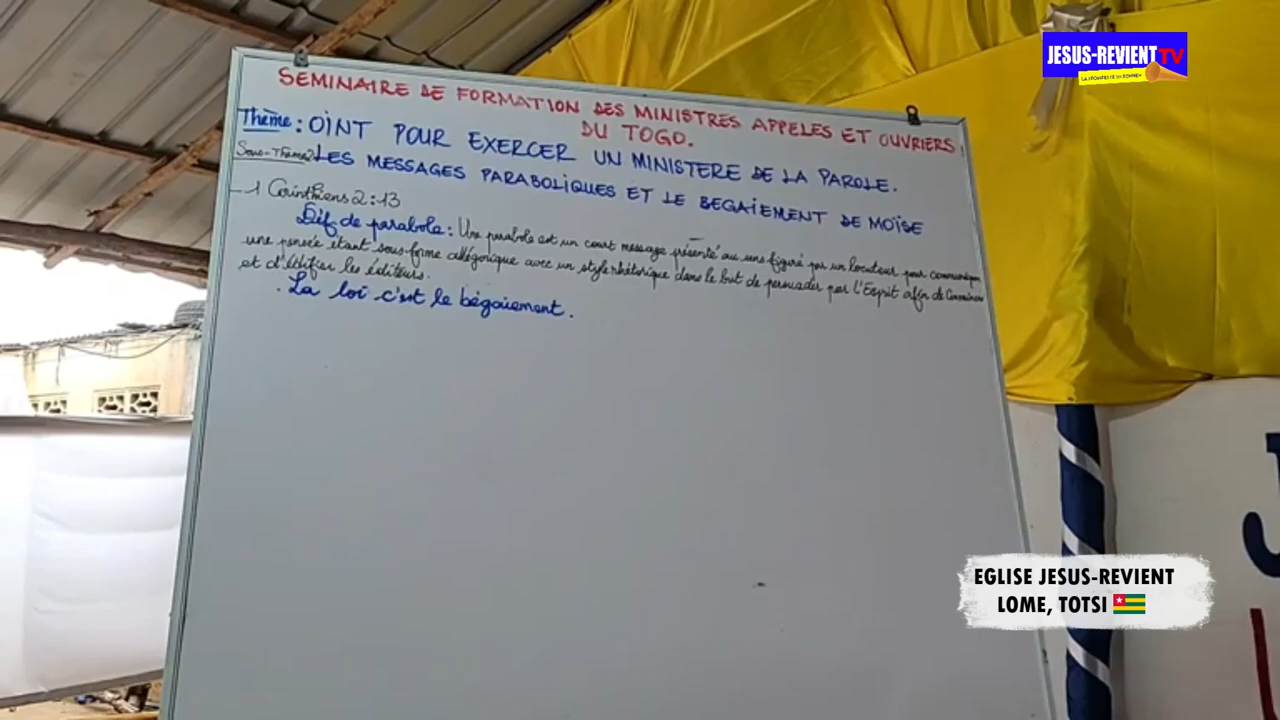 JESUS-REVIENT TV
SEMINAIRE DE FORMATION DES MINISTRES APPELES ET OUVRIERS
DU TOGO.
Thème : OINT POUR EXERCER UN MINISTERE DE LA PAROLE.
Sous-Thème2 LES MESSAGES PARABOLIQUES ET LE BEGAIEMENT DE MOÏSE
- 1 Corinthiens 2:13
Déf de parabole : Une parabole est un court message présenté ou une figuré par un locuteur pour communiquer
une pensée étant sous-forme allégorique avec un style rhétorique dans le but de persuader par l'Esprit afin de Convaincre
et d'édifier les éditeurs.
. La loi c'est le bégaiement.
J
EGLISE JESUS-REVIENT
LOME, TOTSI